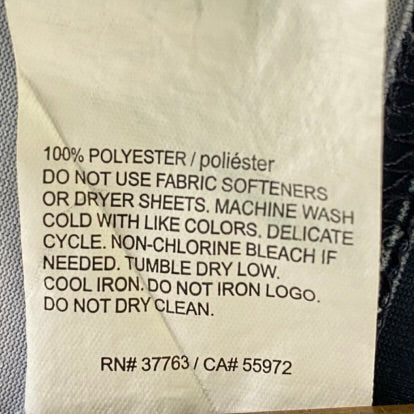 100% POLYESTER / poliéster
DO NOT USE FABRIC SOFTENERS
OR DRYER SHEETS. MACHINE WASH
COLD WITH LIKE COLORS. DELICATE
CYCLE. NON-CHLORINE BLEACH IF
NEEDED. TUMBLE DRY LOW.
COOL IRON. DO NOT IRON LOGO.
DO NOT DRY CLEAN.
RN# 37763 / CA# 55972